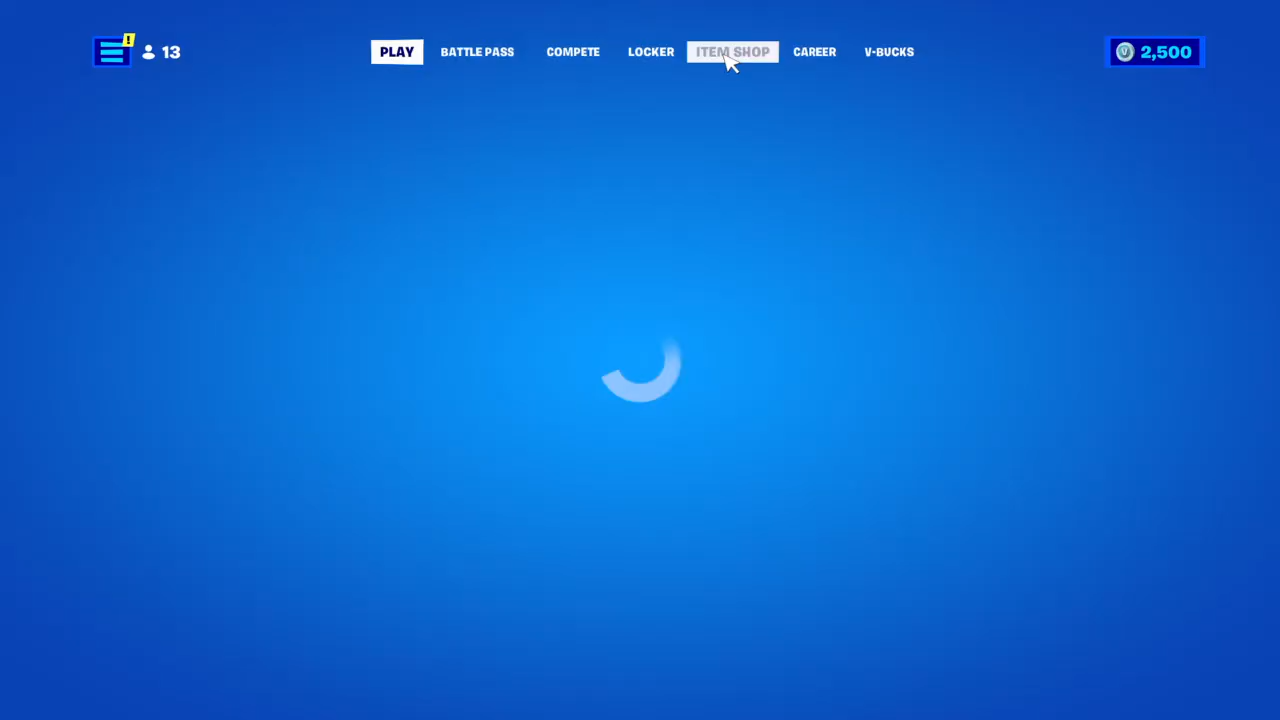 ! 13 PLAY BATTLE PASS COMPETE LOCKER ITEM SHOP CAREER V-BUCKS V 2,500